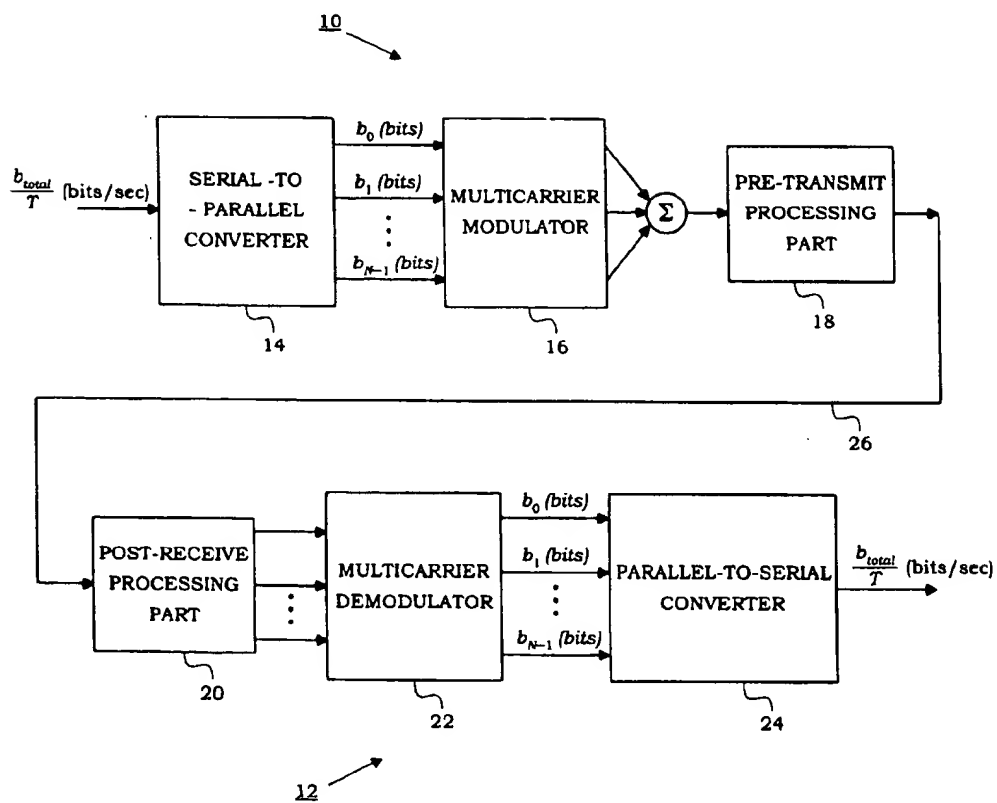 10
b_total/T (bits/sec)
SERIAL -TO
- PARALLEL
CONVERTER
b_0 (bits)
b_1 (bits)
b_N-1 (bits)
MULTICARRIER
MODULATOR
Σ
PRE-TRANSMIT
PROCESSING
PART
14
16
18
26
POST-RECEIVE
PROCESSING
PART
MULTICARRIER
DEMODULATOR
b_0 (bits)
b_1 (bits)
b_N-1 (bits)
PARALLEL-TO-SERIAL
CONVERTER
b_total/T (bits/sec)
20
22
24
12